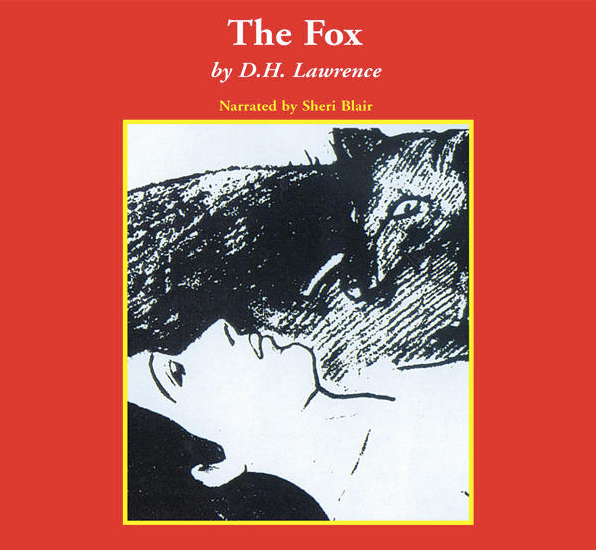 The Fox
by D.H. Lawrence
Narrated by Sheri Blair